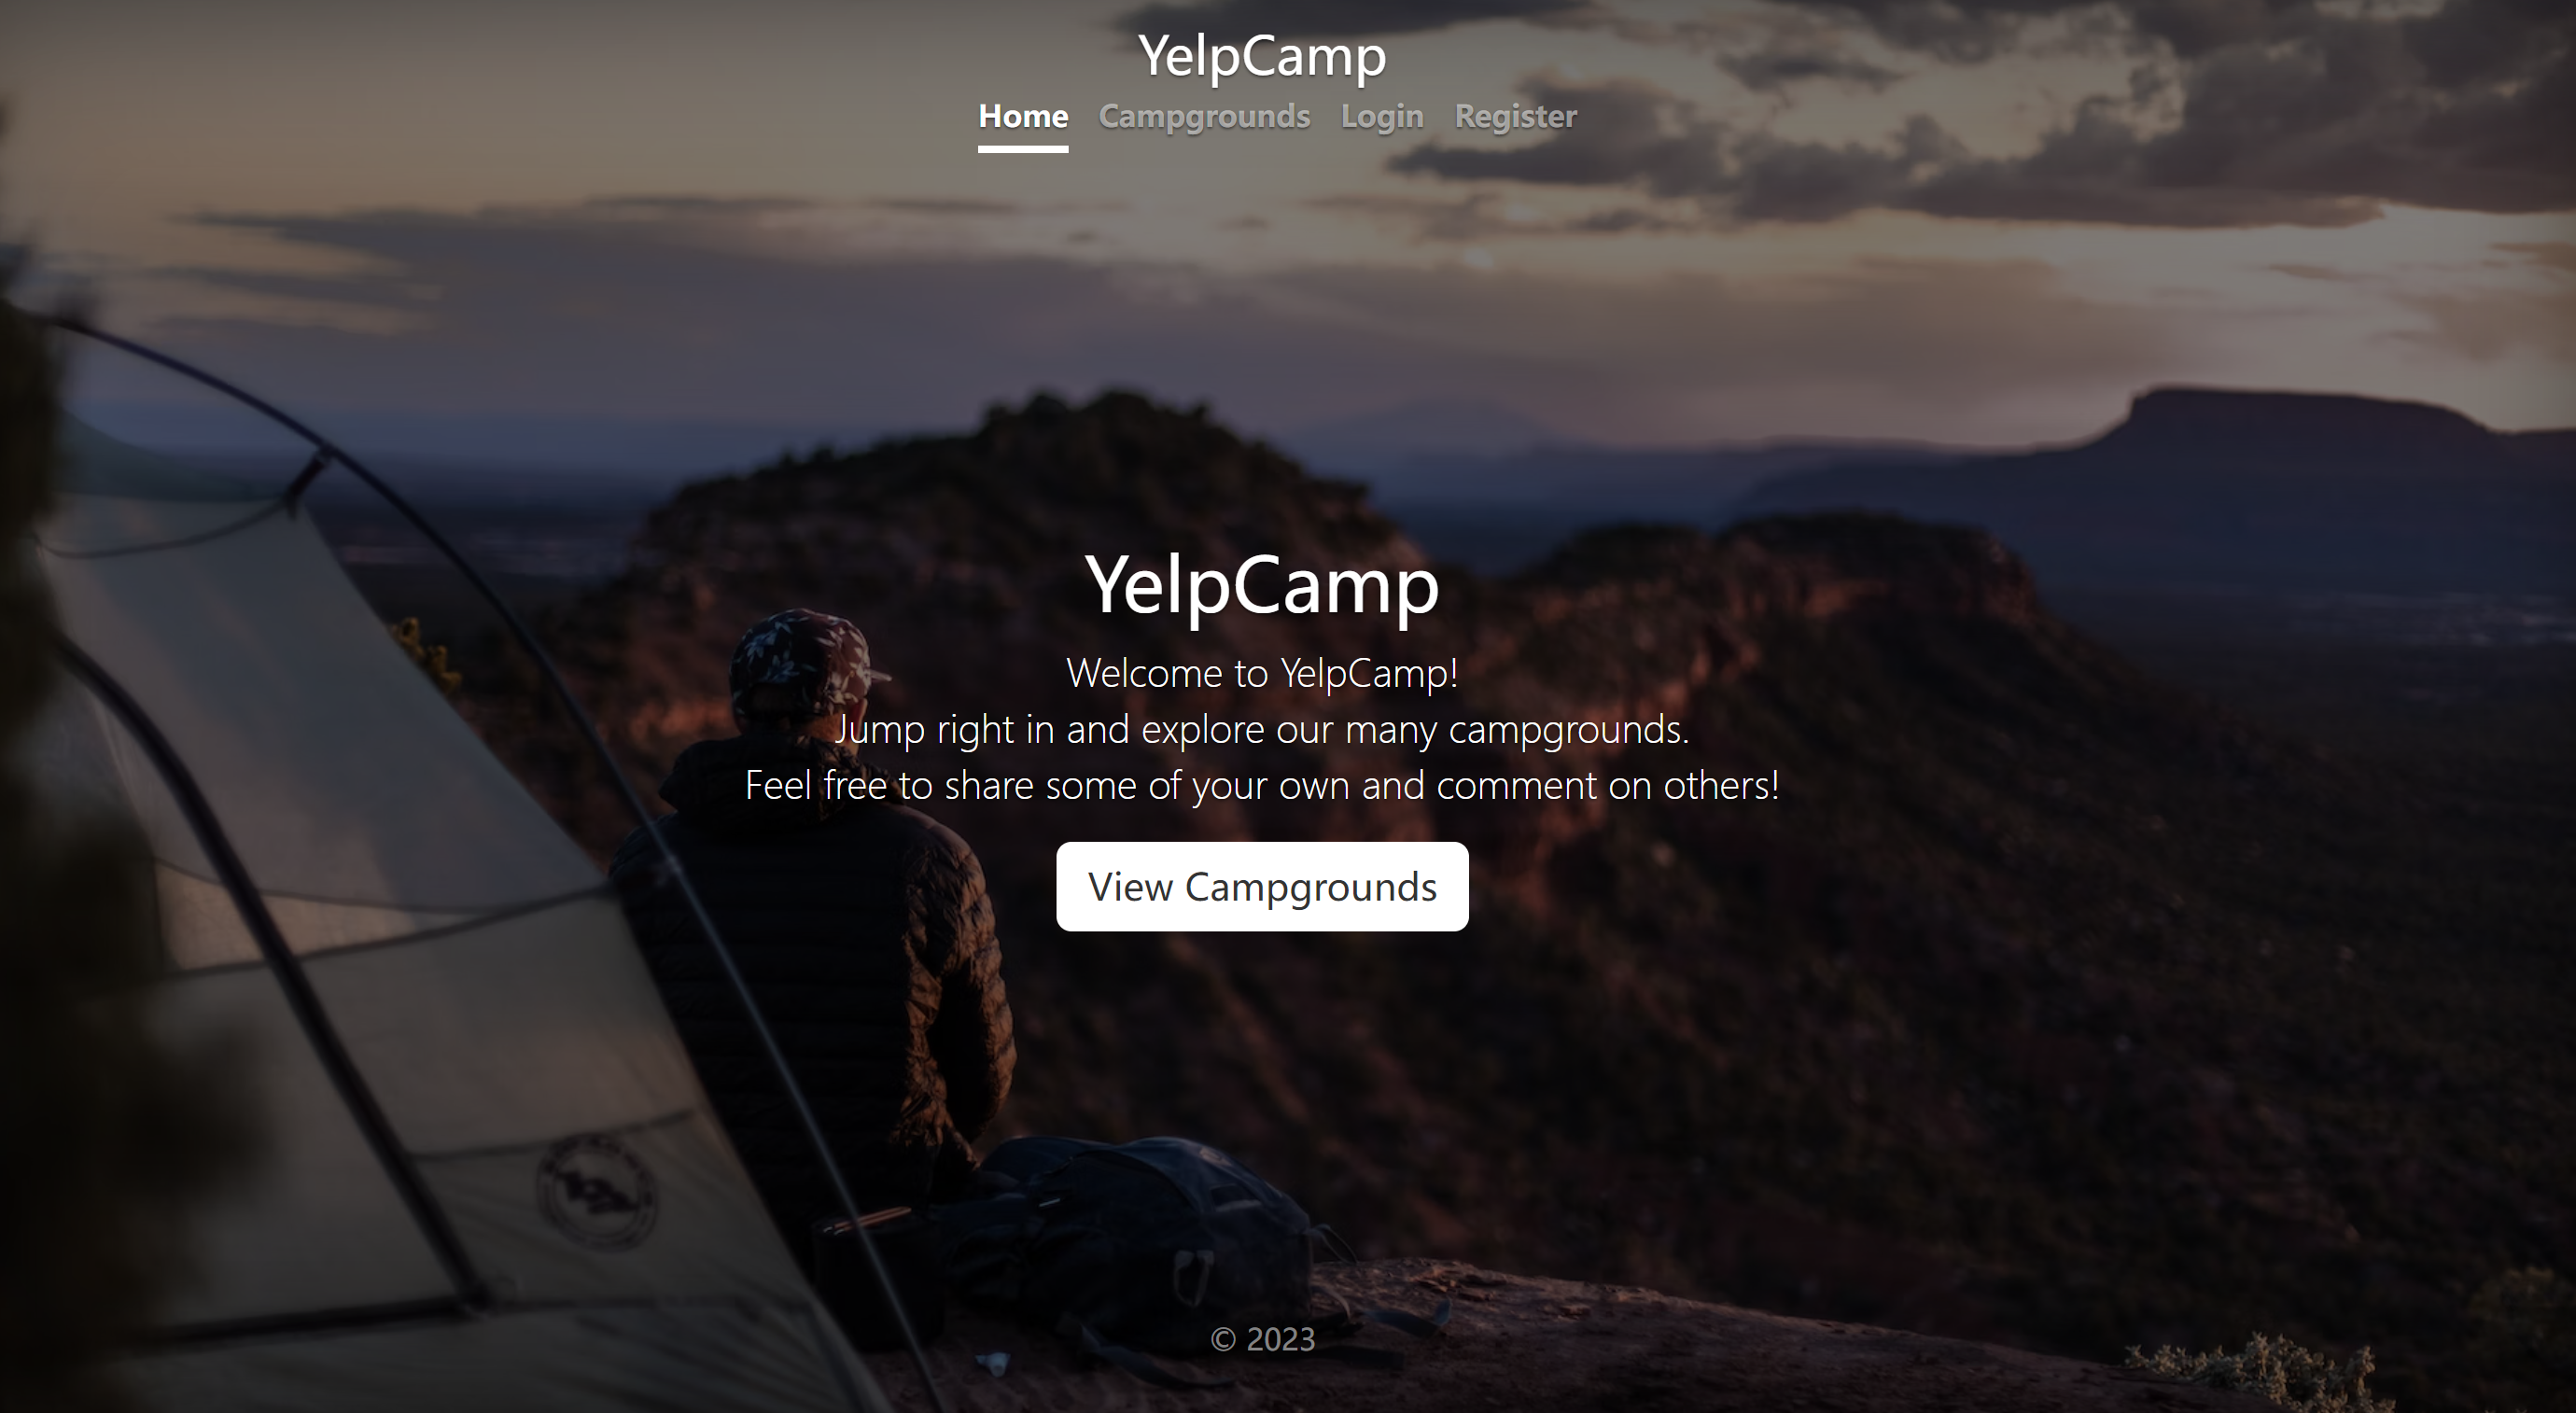 YelpCamp
Home Campgrounds Login Register
YelpCamp
Welcome to YelpCamp!
Jump right in and explore our many campgrounds.
Feel free to share some of your own and comment on others!
View Campgrounds
© 2023